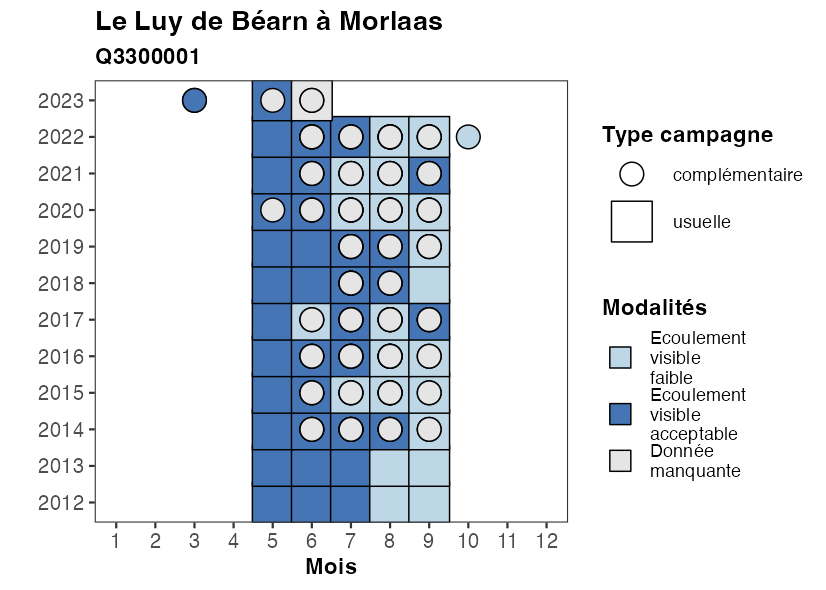 Le Luy de Béarn à Morlaas
Q3300001
2023
2022
2021
2020
2019
2018
2017
2016
2015
2014
2013
2012
1 2 3 4 5 6 7 8 9 10 11 12
Mois
Type campagne
complémentaire
usuelle
Modalités
Ecoulement
visible
faible
Ecoulement
visible
acceptable
Donnée
manquante